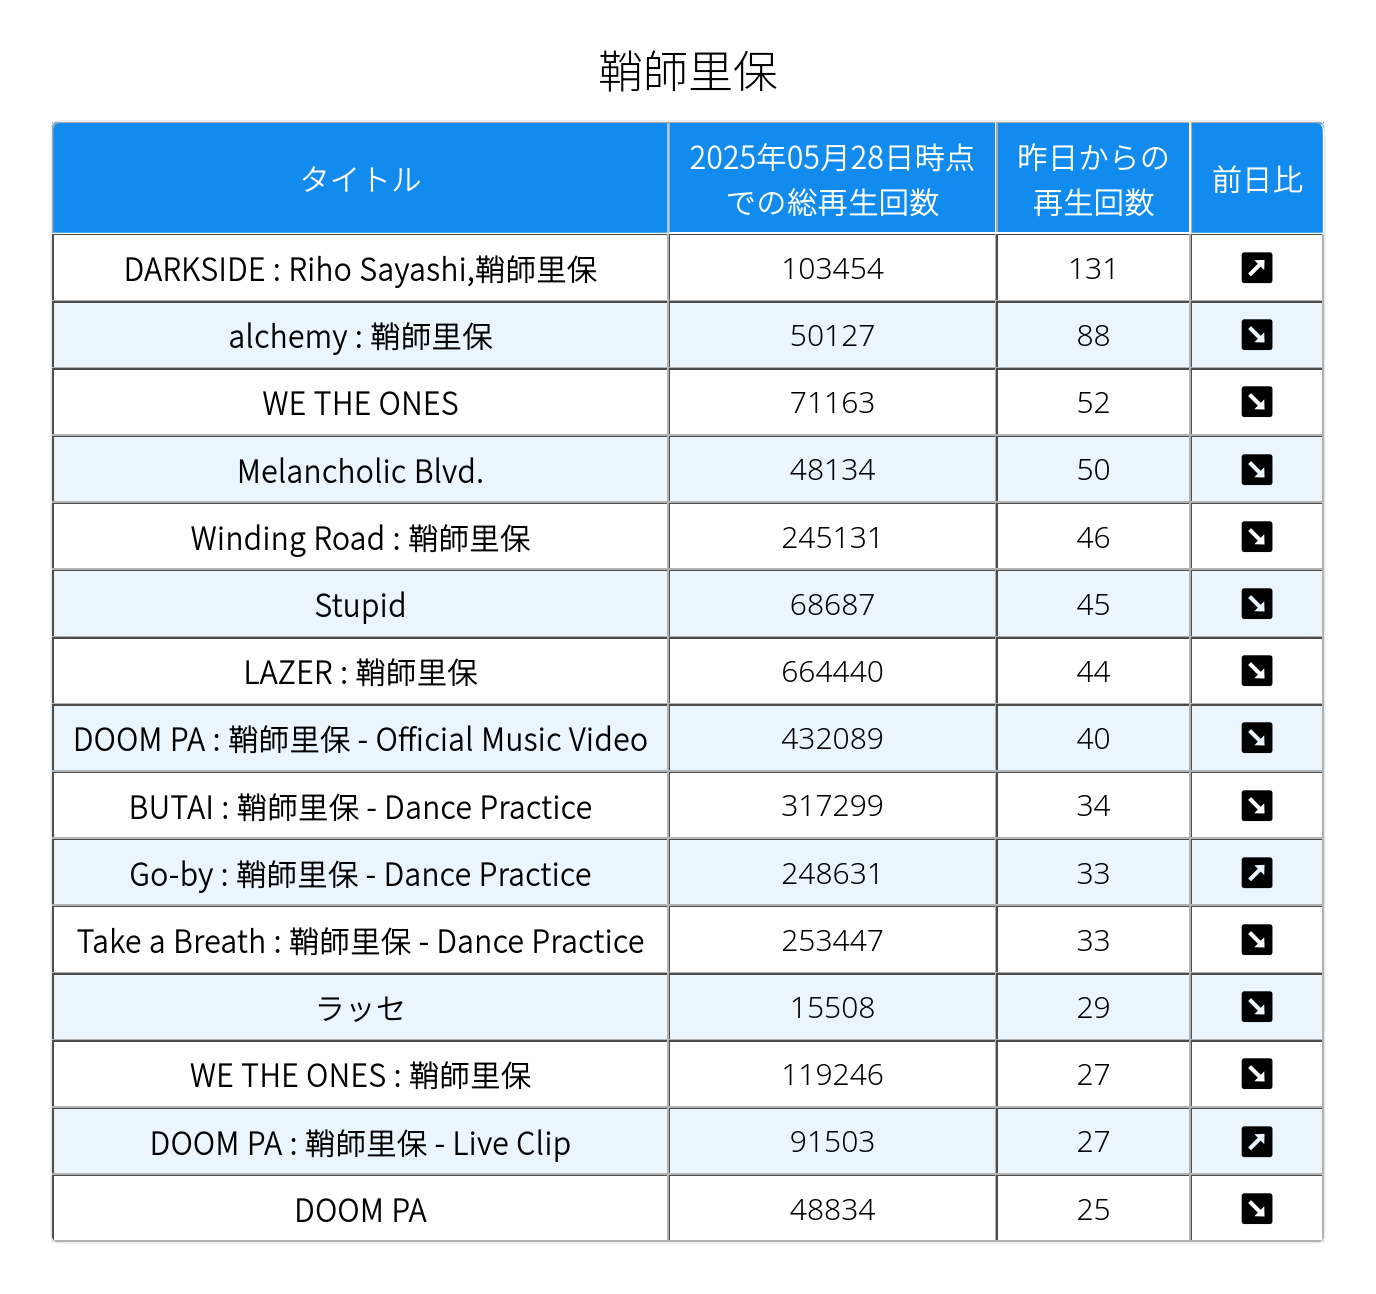 鞘師里保
タイトル
2025年05月28日時点
での総再生回数
昨日からの
再生回数
前日比
DARKSIDE : Riho Sayashi,鞘師里保 103454 131
alchemy : 鞘師里保 50127 88
WE THE ONES 71163 52
Melancholic Blvd. 48134 50
Winding Road : 鞘師里保 245131 46
Stupid 68687 45
LAZER : 鞘師里保 664440 44
DOOM PA : 鞘師里保 - Official Music Video 432089 40
BUTAI : 鞘師里保 - Dance Practice 317299 34
Go-by : 鞘師里保 - Dance Practice 248631 33
Take a Breath : 鞘師里保 - Dance Practice 253447 33
ラッセ 15508 29
WE THE ONES : 鞘師里保 119246 27
DOOM PA : 鞘師里保 - Live Clip 91503 27
DOOM PA 48834 25